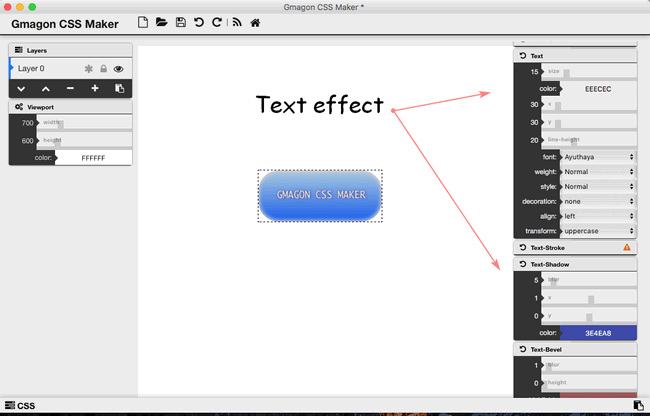 Gmagon CSS Maker *
Gmagon CSS Maker
Layers
Layer 0
Viewport
700 width
600 height
color: FFFFFF
Text effect
GMAGON CSS MAKER
Text
15 size
color: EEECEC
30 x
30 y
20 line-height
font: Ayuthaya
weight: Normal
style: Normal
decoration: none
align: left
transform: uppercase
Text-Stroke
Text-Shadow
5 blur
1 x
0 y
color: 3E4EA8
Text-Bevel
1 blur
0 height
CSS